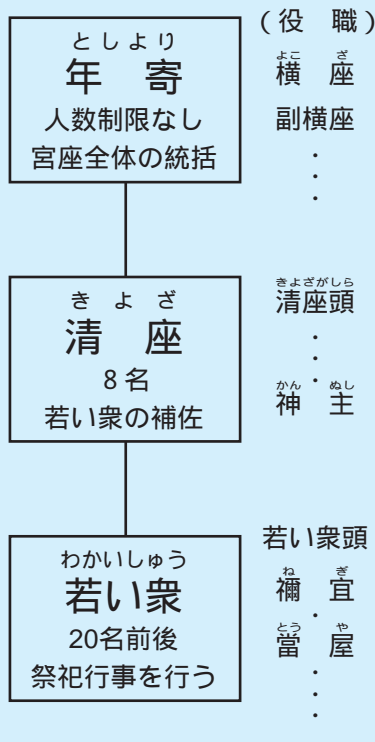 （役　職）
としより
年　寄
人数制限なし
宮座全体の統括
よこ　ざ
横　座
副横座
・
・
・
きよざ
清　座
8名
若い衆の補佐
きよざがしら
清座頭
・
・
・
かん　ぬし
神　主
わかいしゅう
若い衆
20名前後
祭祀行事を行う
若い衆頭
ね　ぎ
禰　宜
・
とう　や
當　屋
・
・
・